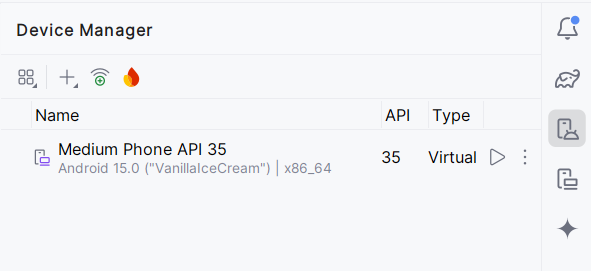 Device Manager
Name API Type
Medium Phone API 35 35 Virtual
Android 15.0 ("VanillaIceCream") | x86_64